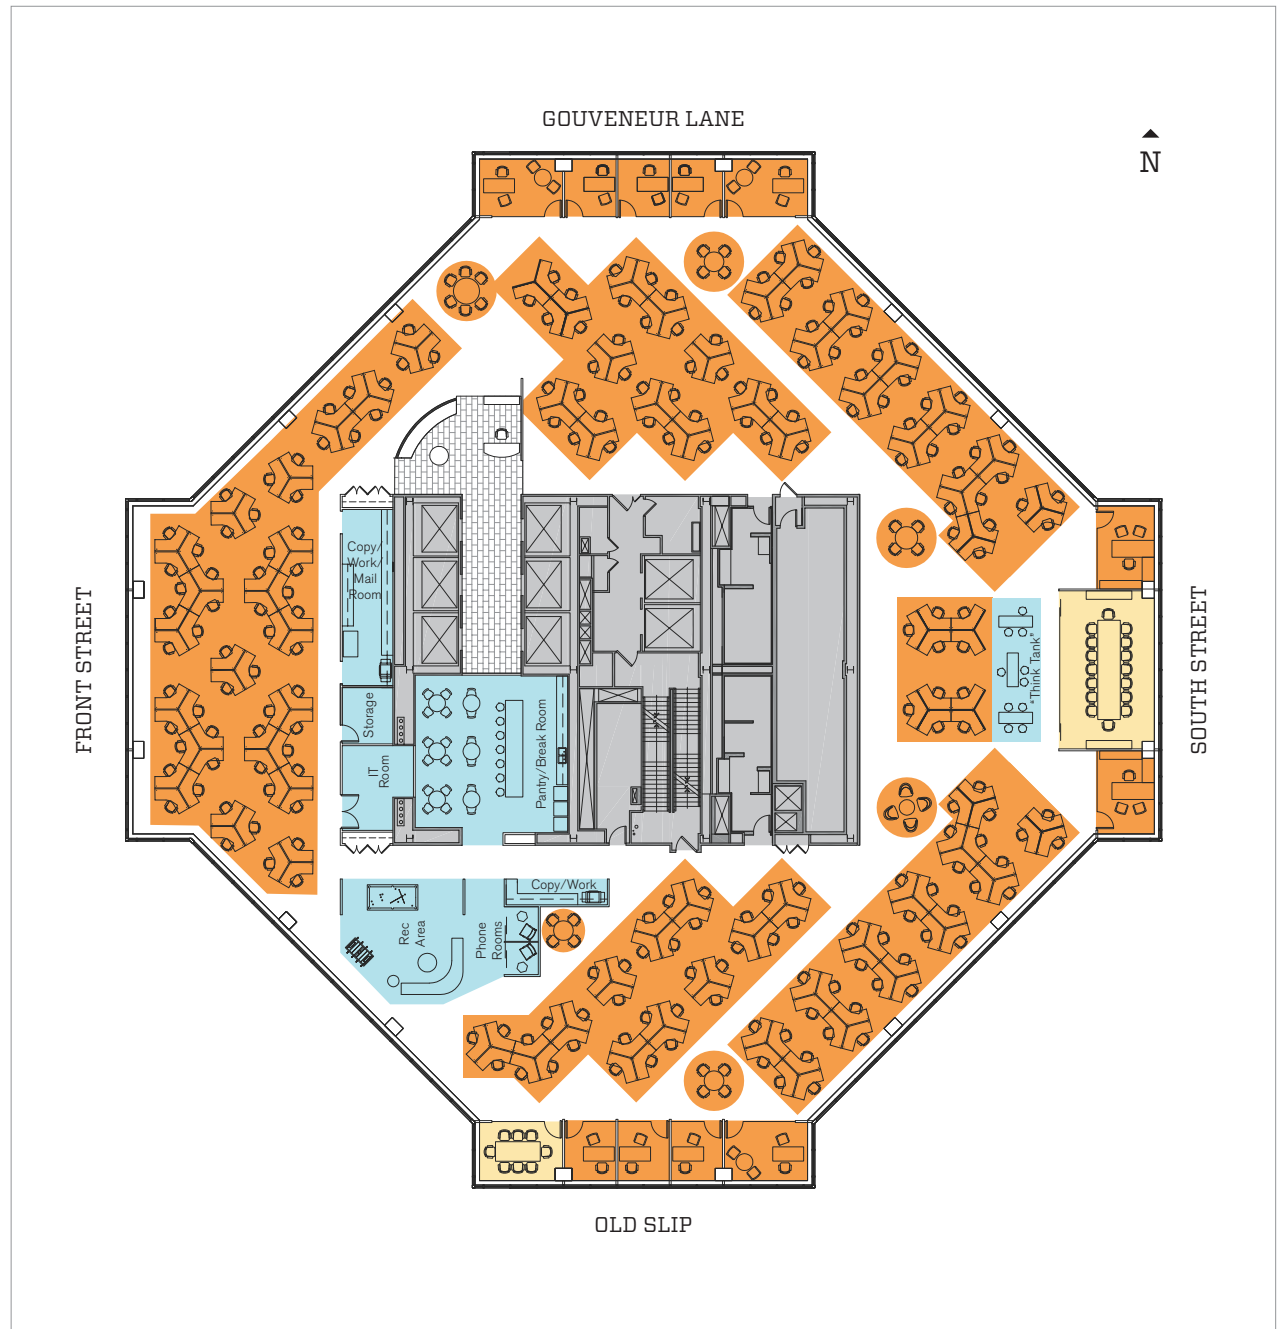 GOUVENEUR LANE
N
FRONT STREET
SOUTH STREET
Copy/
Work/
Mail
Room
Storage
IT
Room
Pantry/Break Room
"Think Tank"
Copy/Work
Rec
Area
Phone
Rooms
OLD SLIP